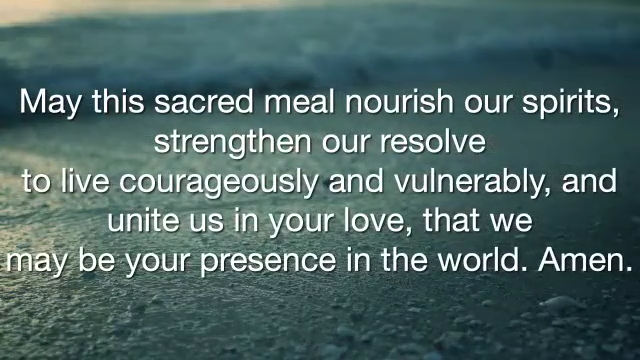 May this sacred meal nourish our spirits,
strengthen our resolve
to live courageously and vulnerably, and
unite us in your love, that we
may be your presence in the world. Amen.